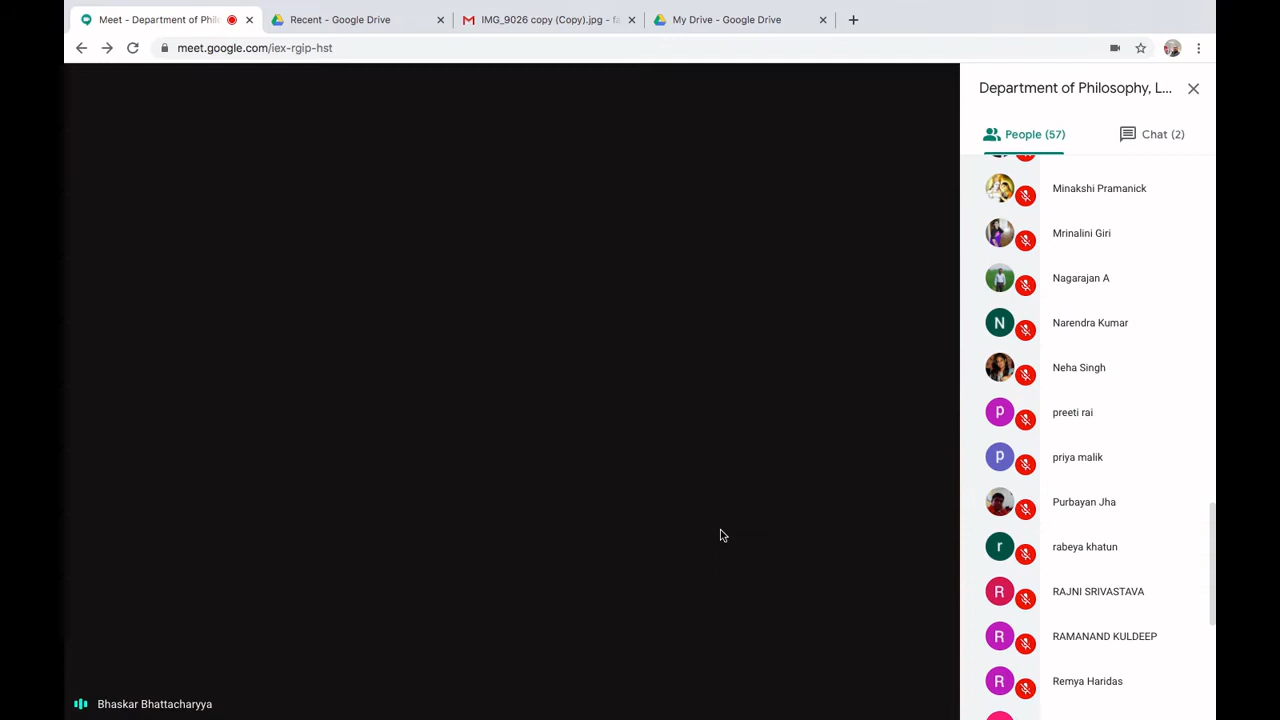 Meet - Department of Phil
Recent - Google Drive
IMG_9026 copy (Copy).jpg - fa
My Drive - Google Drive
meet.google.com/iex-rgip-hst
Department of Philosophy, L...
People (57)
Chat (2)
Minakshi Pramanick
Mrinalini Giri
Nagarajan A
N
Narendra Kumar
Neha Singh
p
preeti rai
p
priya malik
Purbayan Jha
r
rabeya khatun
R
RAJNI SRIVASTAVA
R
RAMANAND KULDEEP
R
Remya Haridas
Bhaskar Bhattacharyya